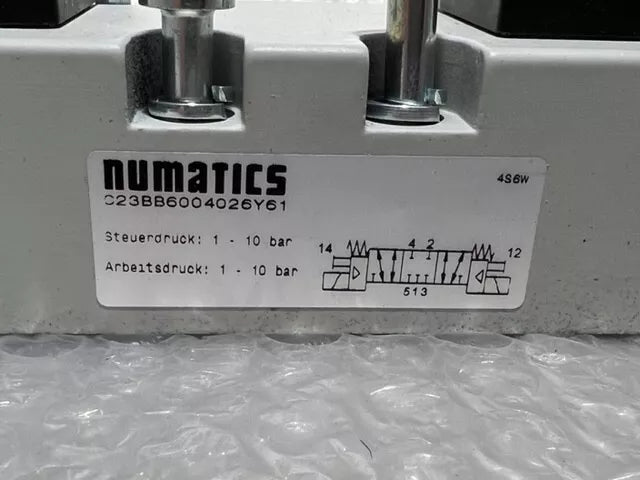 numatics
4S6W
C23BB6004026Y61
Steuerdruck: 1 - 10 bar
Arbeitsdruck: 1 - 10 bar
14
4 2
12
513